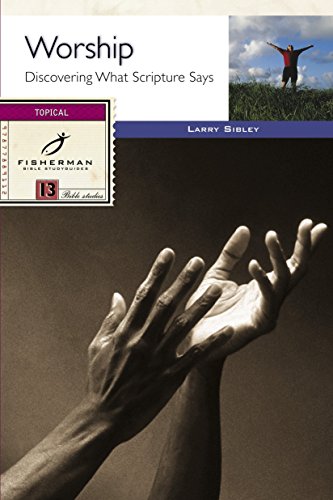 Worship
Discovering What Scripture Says
TOPICAL
LARRY SIBLEY
FISHERMAN
BIBLE STUDYGUIDES
13 Bible studies